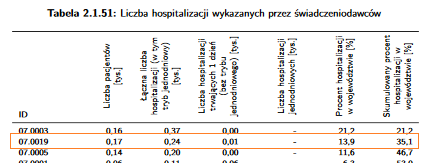 Tabela 2.1.51: Liczba hospitalizacji wykazanych przez świadczeniodawców
ID
Liczba pacjentów
[tys.]
Łączna liczba
hospitalizacji (w tym
tryb jednodniowy)
[tys.]
Liczba hospitalizacji
trwających 1 dzień
(bez trybu
jednodniowego) [tys.]
Liczba hospitalizacji
jednodniowych [tys.]
Procent hospitalizacji
w województwie [%]
Skumulowany procent
hospitalizacji w
województwie [%]
07.0003 0,16 0,37 0,00 - 21,2 21,2
07.0019 0,17 0,24 0,01 - 13,9 35,1
07.0005 0,14 0,20 0,00 - 11,6 46,7